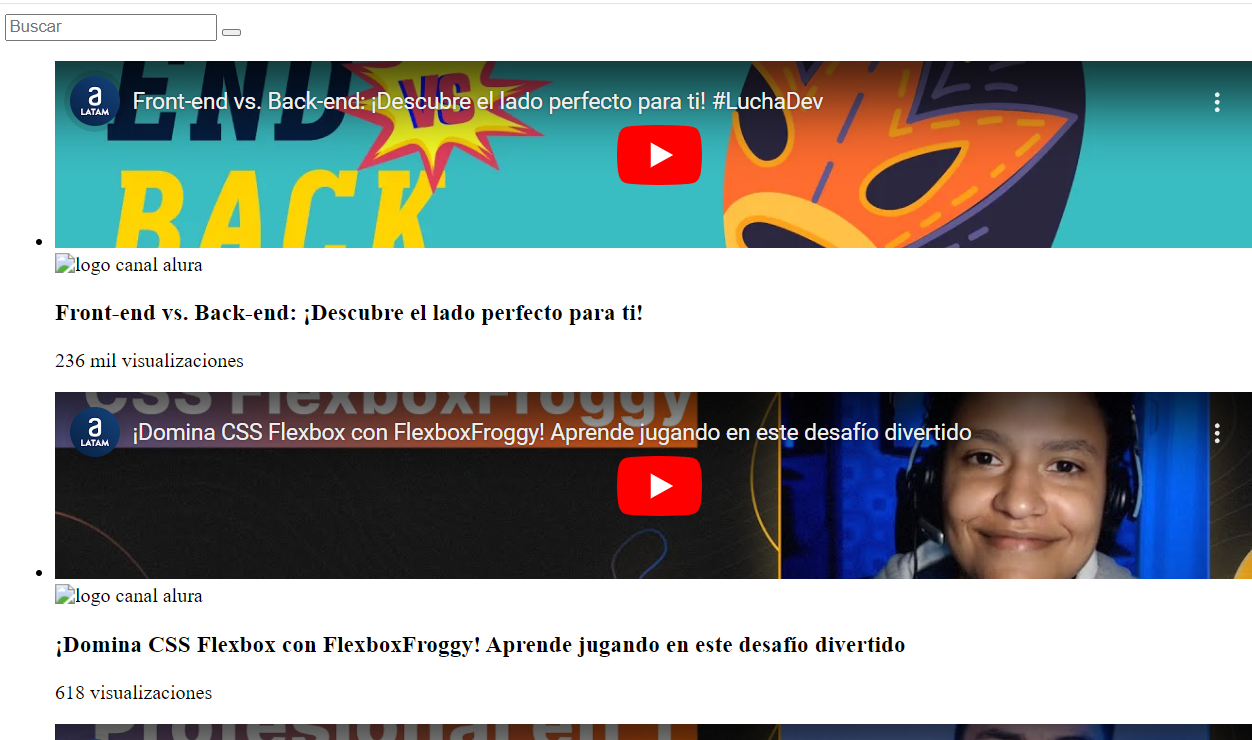 Buscar
END
VS
a
LATAM
Front-end vs. Back-end: ¡Descubre el lado perfecto para ti! #LuchaDev
BACK
logo canal alura
Front-end vs. Back-end: ¡Descubre el lado perfecto para ti!
236 mil visualizaciones
CSS FlexboxFroggy
a
LATAM
¡Domina CSS Flexbox con FlexboxFroggy! Aprende jugando en este desafío divertido
logo canal alura
¡Domina CSS Flexbox con FlexboxFroggy! Aprende jugando en este desafío divertido
618 visualizaciones
Profesional en T